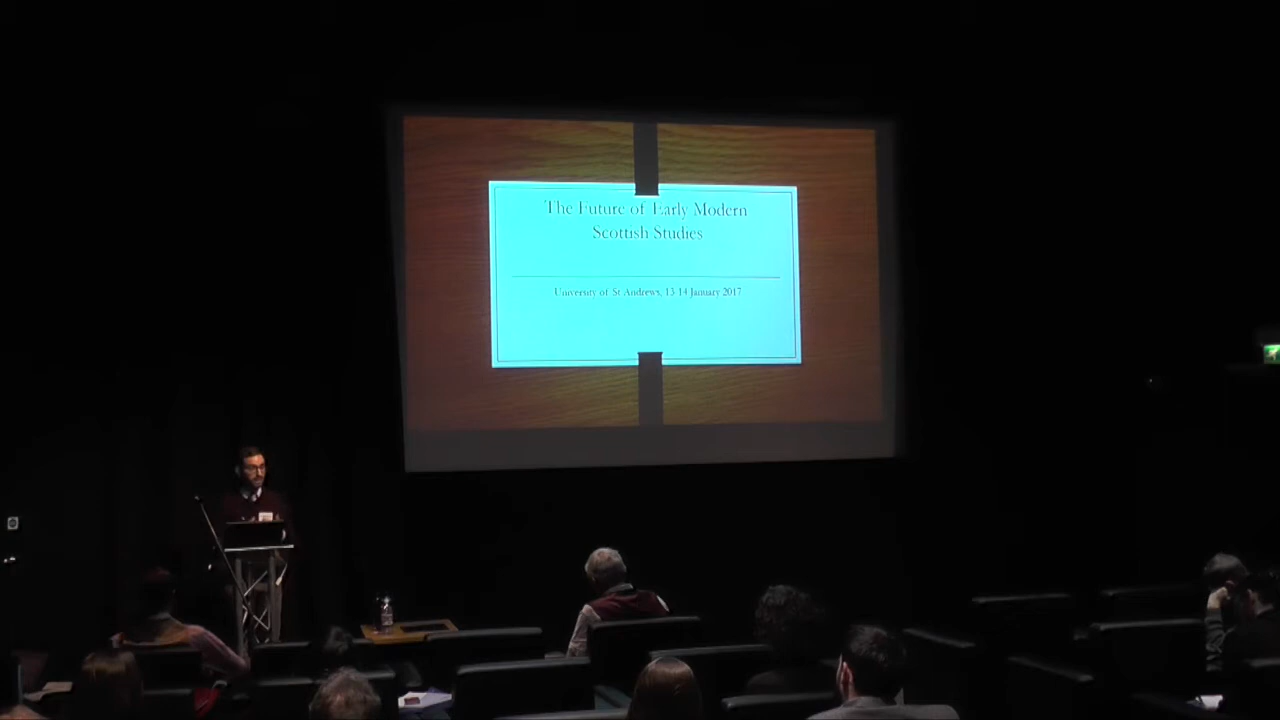 The Future of Early Modern
Scottish Studies
University of St Andrews, 13-14 January 2017